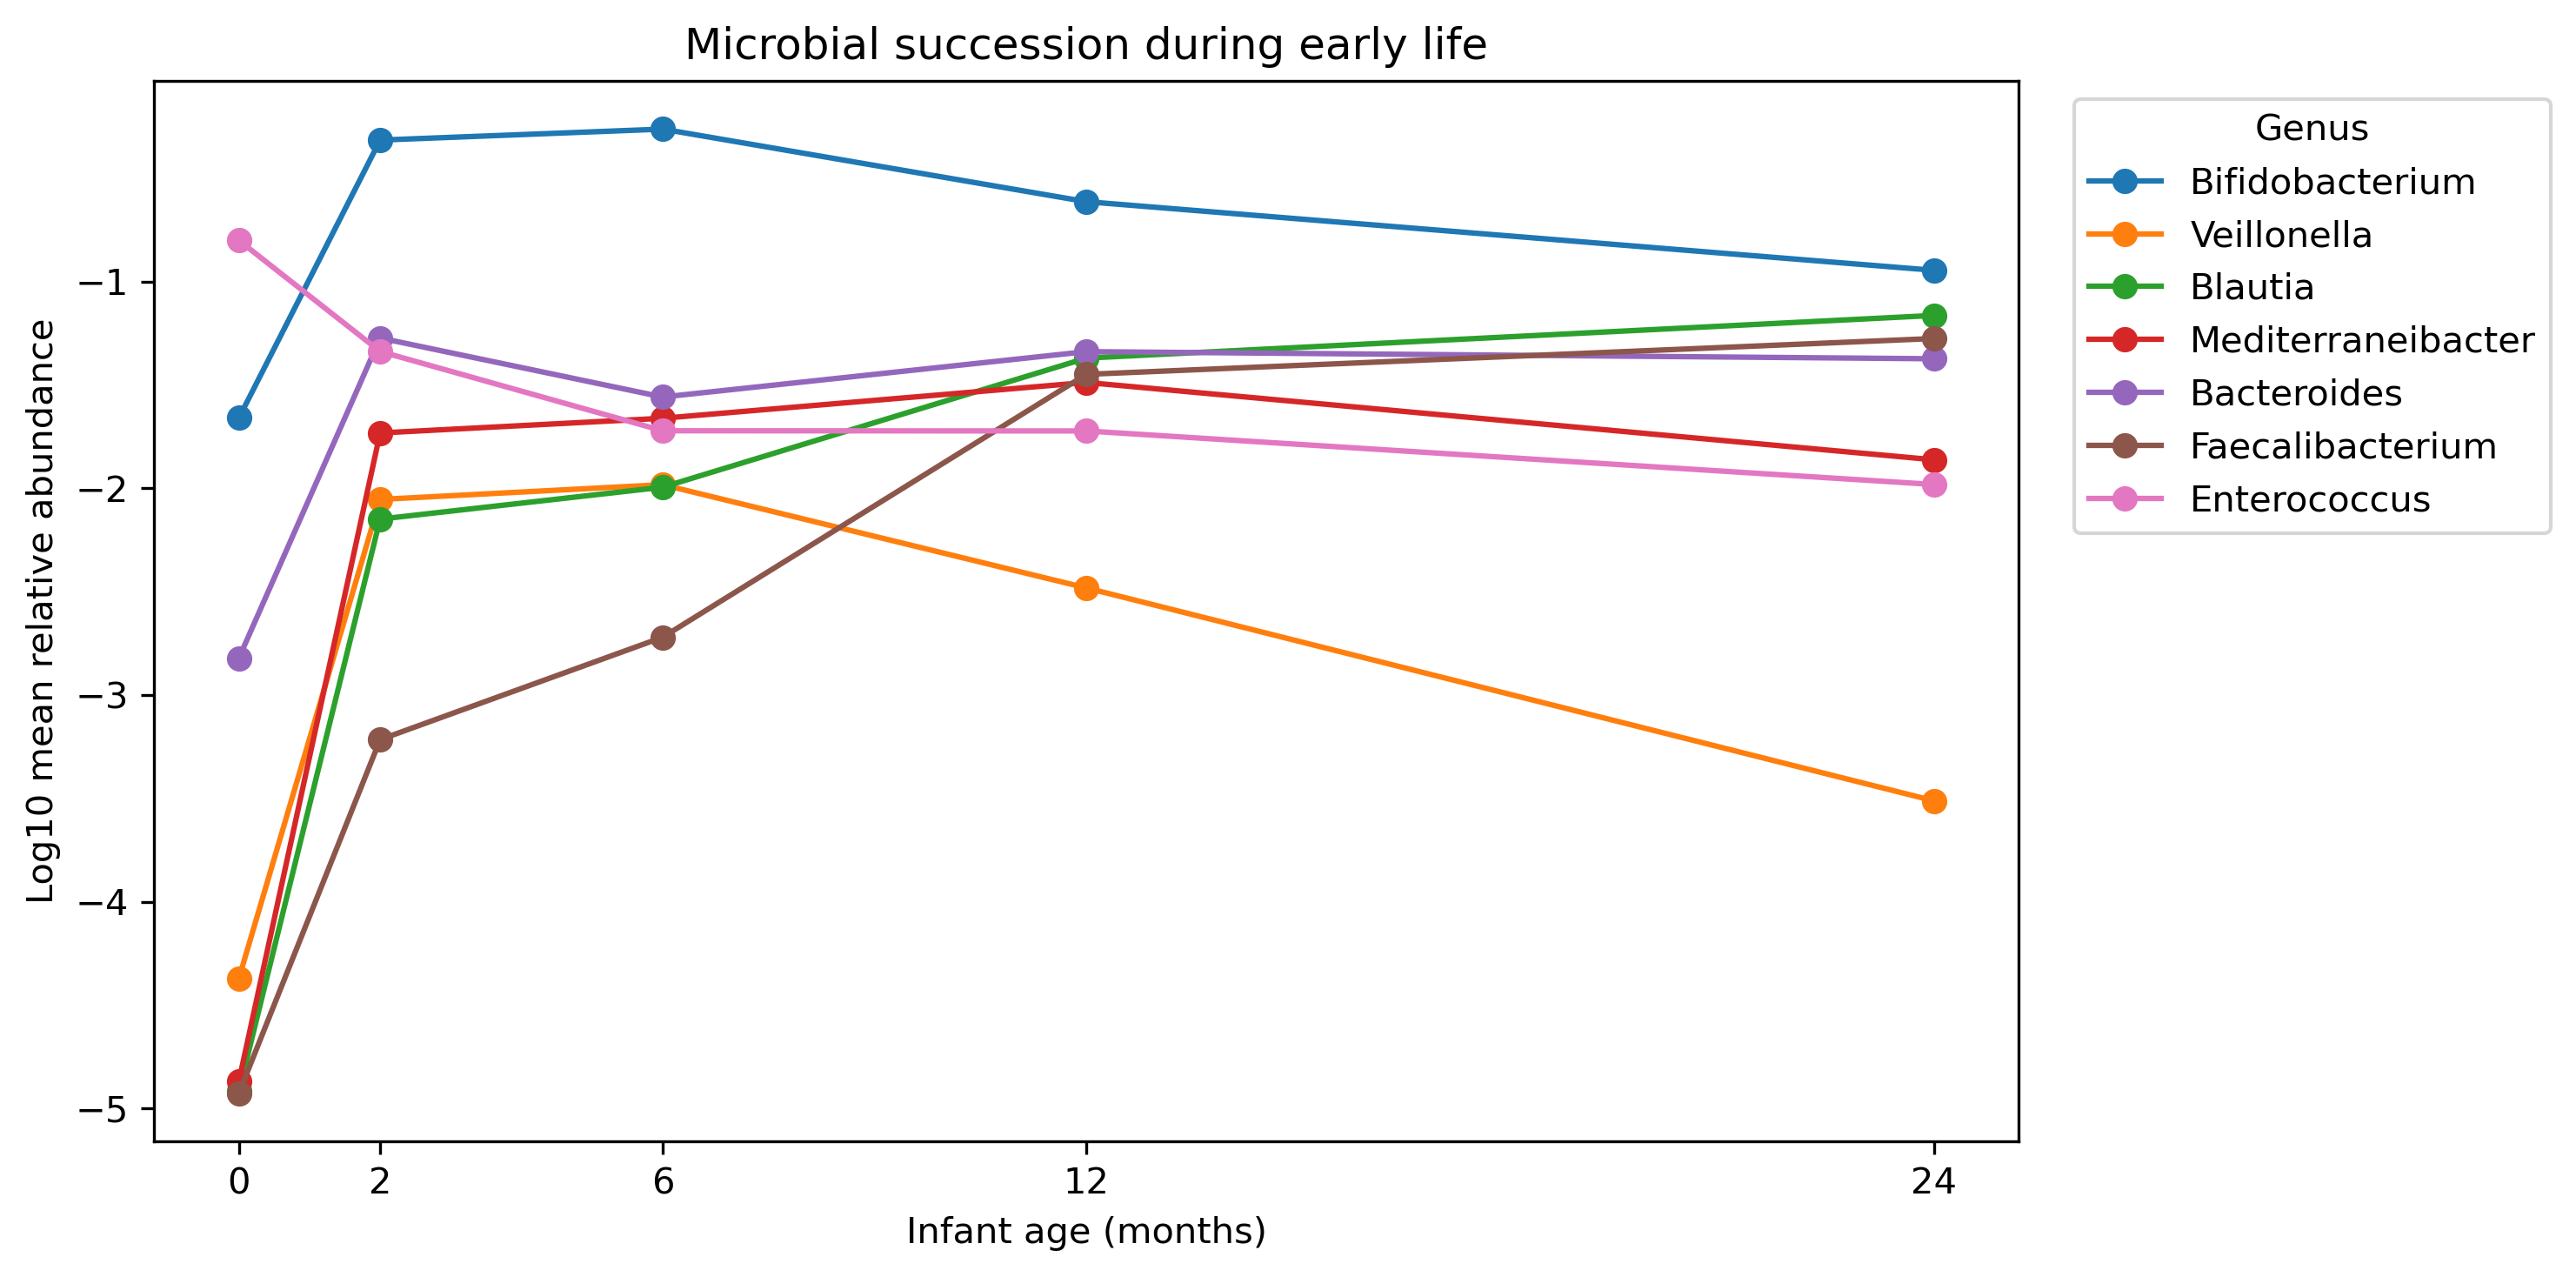 Microbial succession during early life
Log10 mean relative abundance
−1
−2
−3
−4
−5
0
2
6
12
24
Infant age (months)
Genus
Bifidobacterium
Veillonella
Blautia
Mediterraneibacter
Bacteroides
Faecalibacterium
Enterococcus